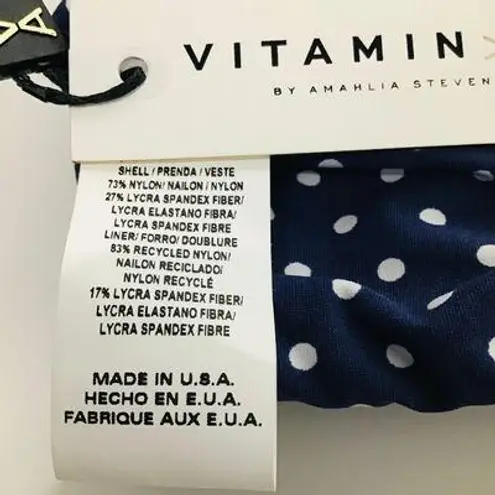 VITAMIN
BY AMAHLIA STEVEN
SHELL / PRENDA / VESTE
73% NYLON/ NAILON / NYLON
27% LYCRA SPANDEX FIBER/
LYCRA ELASTANO FIBRA/
LYCRA SPANDEX FIBRE
LINER/ FORRO/ DOUBLURE
83% RECYCLED NYLON/
NAILON RECICLADO/
NYLON RECYCLÉ
17% LYCRA SPANDEX FIBER/
LYCRA ELASTANO FIBRA/
LYCRA SPANDEX FIBRE
MADE IN U.S.A.
HECHO EN E.U.A.
FABRIQUE AUX E.U.A.